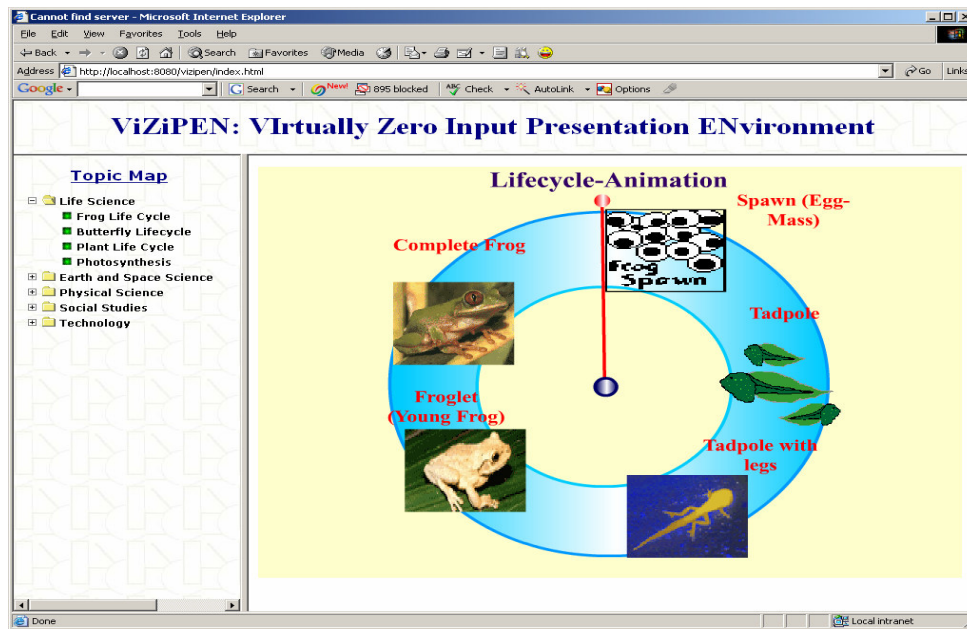 Cannot find server - Microsoft Internet Explorer
File Edit View Favorites Tools Help
Back Search Favorites Media
Address http://localhost:8080/vizipen/index.html Go Links
Google Search New! 895 blocked ABC Check AutoLink Options
ViZiPEN: VIrtually Zero Input Presentation ENvironment
Topic Map
Life Science
Frog Life Cycle
Butterfly Lifecycle
Plant Life Cycle
Photosynthesis
Earth and Space Science
Physical Science
Social Studies
Technology
Lifecycle-Animation
Spawn (Egg-
Mass)
Frog
Spawn
Tadpole
Tadpole with
legs
Froglet
(Young Frog)
Complete Frog
Done Local intranet